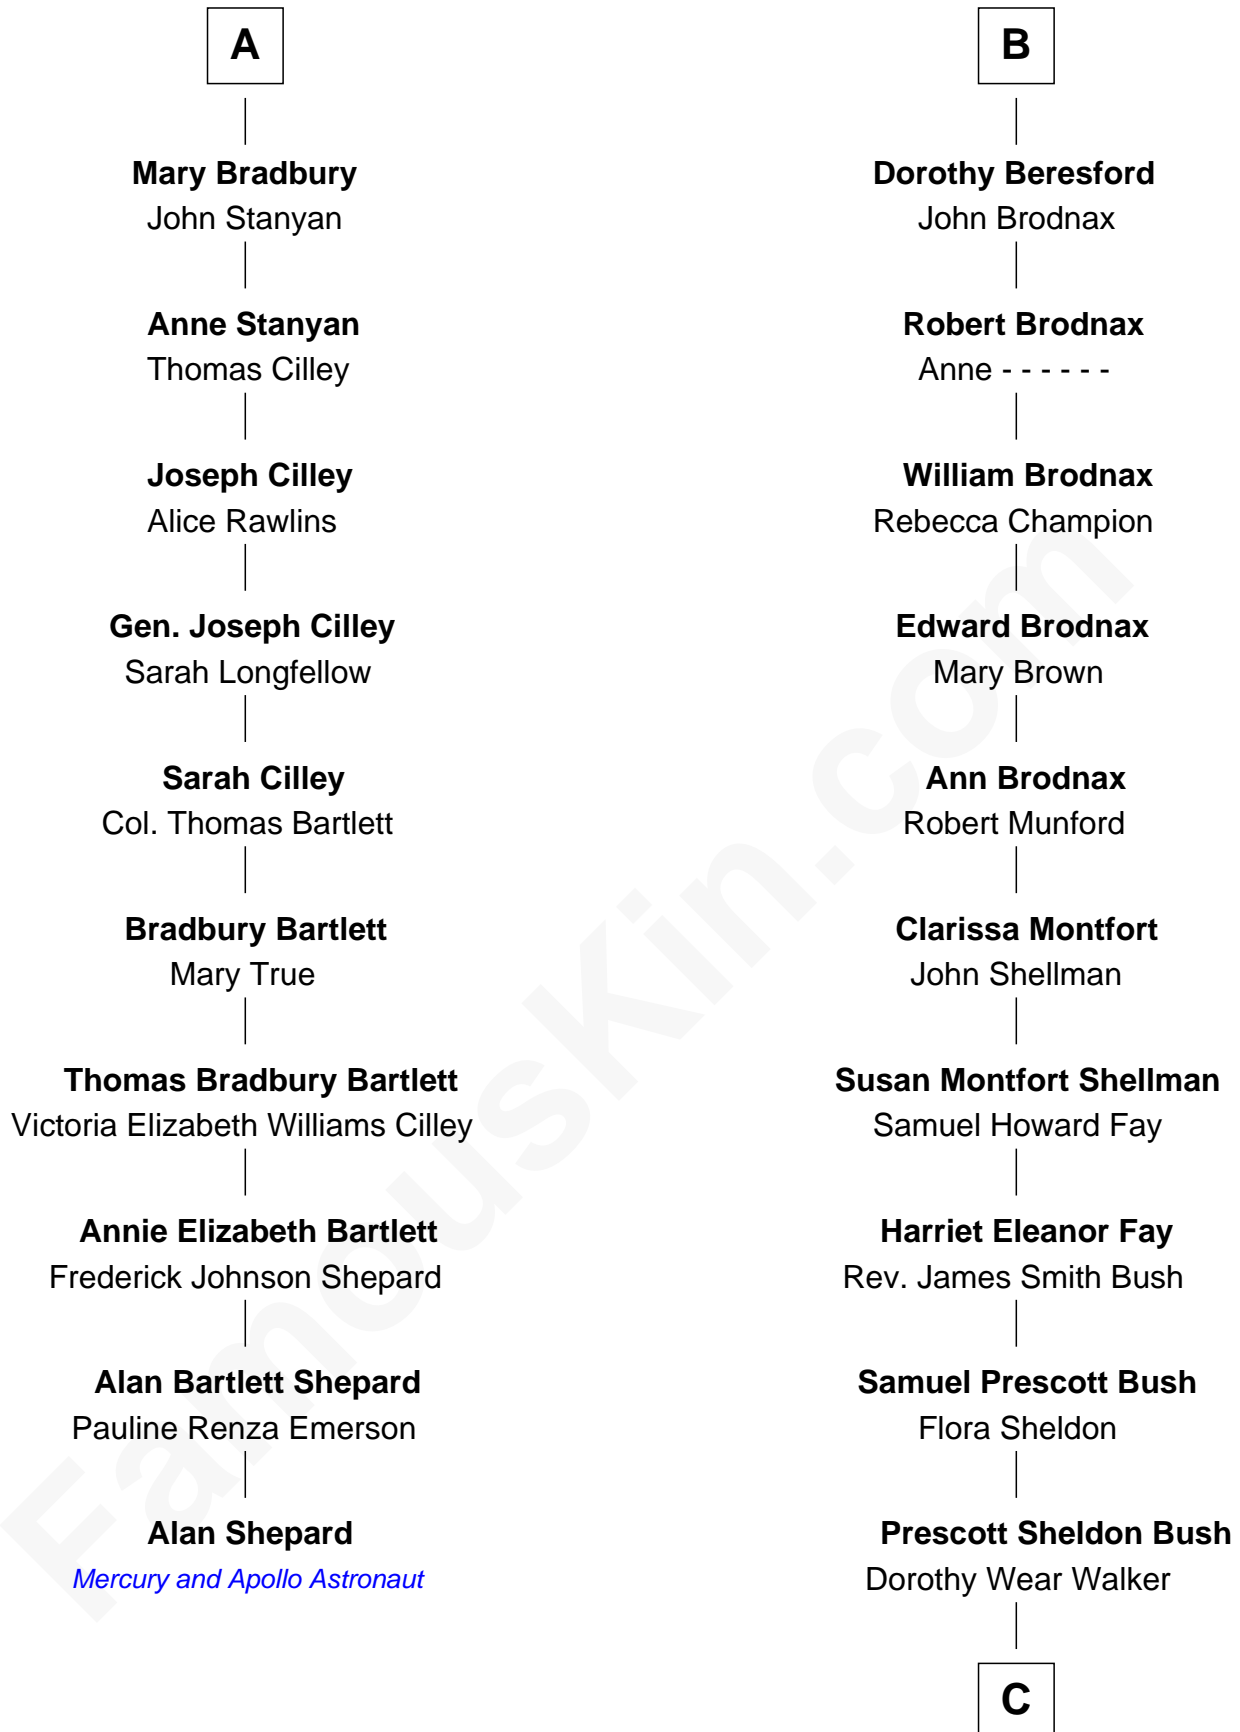 A
Mary Bradbury
John Stanyan
Anne Stanyan
Thomas Cilley
Joseph Cilley
Alice Rawlins
Gen. Joseph Cilley
Sarah Longfellow
Sarah Cilley
Col. Thomas Bartlett
Bradbury Bartlett
Mary True
Thomas Bradbury Bartlett
Victoria Elizabeth Williams Cilley
Annie Elizabeth Bartlett
Frederick Johnson Shepard
Alan Bartlett Shepard
Pauline Renza Emerson
Alan Shepard
Mercury and Apollo Astronaut
B
Dorothy Beresford
John Brodnax
Robert Brodnax
Anne - - - - - -
William Brodnax
Rebecca Champion
Edward Brodnax
Mary Brown
Ann Brodnax
Robert Munford
Clarissa Montfort
John Shellman
Susan Montfort Shellman
Samuel Howard Fay
Harriet Eleanor Fay
Rev. James Smith Bush
Samuel Prescott Bush
Flora Sheldon
Prescott Sheldon Bush
Dorothy Wear Walker
C
FamousKin.com